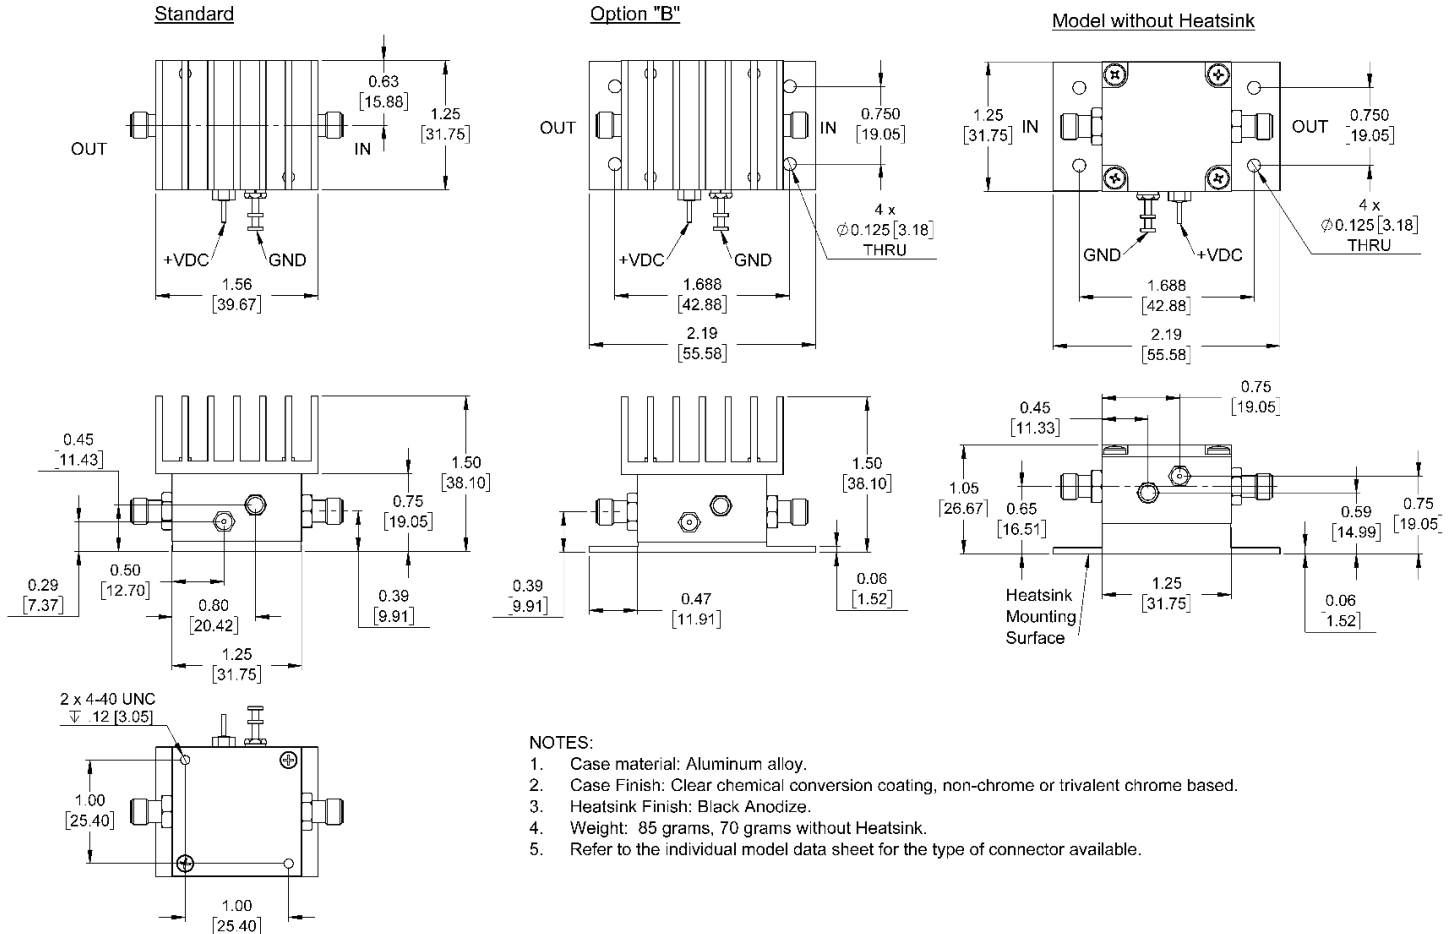 Standard
0.63
[15.88]
1.25
[31.75]
OUT
IN
+VDC
GND
1.56
[39.67]
Option "B"
OUT
IN
0.750
[19.05]
4 x
∅0.125[3.18]
THRU
+VDC
GND
1.688
[42.88]
2.19
[55.58]
Model without Heatsink
1.25
[31.75]
IN
OUT
0.750
[19.05]
4 x
∅0.125[3.18]
THRU
GND
+VDC
1.688
[42.88]
2.19
[55.58]
0.45
[11.43]
1.50
[38.10]
0.75
[19.05]
0.50
[12.70]
0.29
[7.37]
0.80
[20.42]
0.39
[9.91]
1.25
[31.75]
1.50
[38.10]
0.39
[9.91]
0.47
[11.91]
0.06
[1.52]
0.75
[19.05]
0.45
[11.33]
1.05
[26.67]
0.65
[16.51]
0.59
[14.99]
0.75
[19.05]
1.25
[31.75]
0.06
[1.52]
Heatsink
Mounting
Surface
2 x 4-40 UNC
↧ .12 [3.05]
1.00
[25.40]
1.00
[25.40]
NOTES:
1. Case material: Aluminum alloy.
2. Case Finish: Clear chemical conversion coating, non-chrome or trivalent chrome based.
3. Heatsink Finish: Black Anodize.
4. Weight: 85 grams, 70 grams without Heatsink.
5. Refer to the individual model data sheet for the type of connector available.